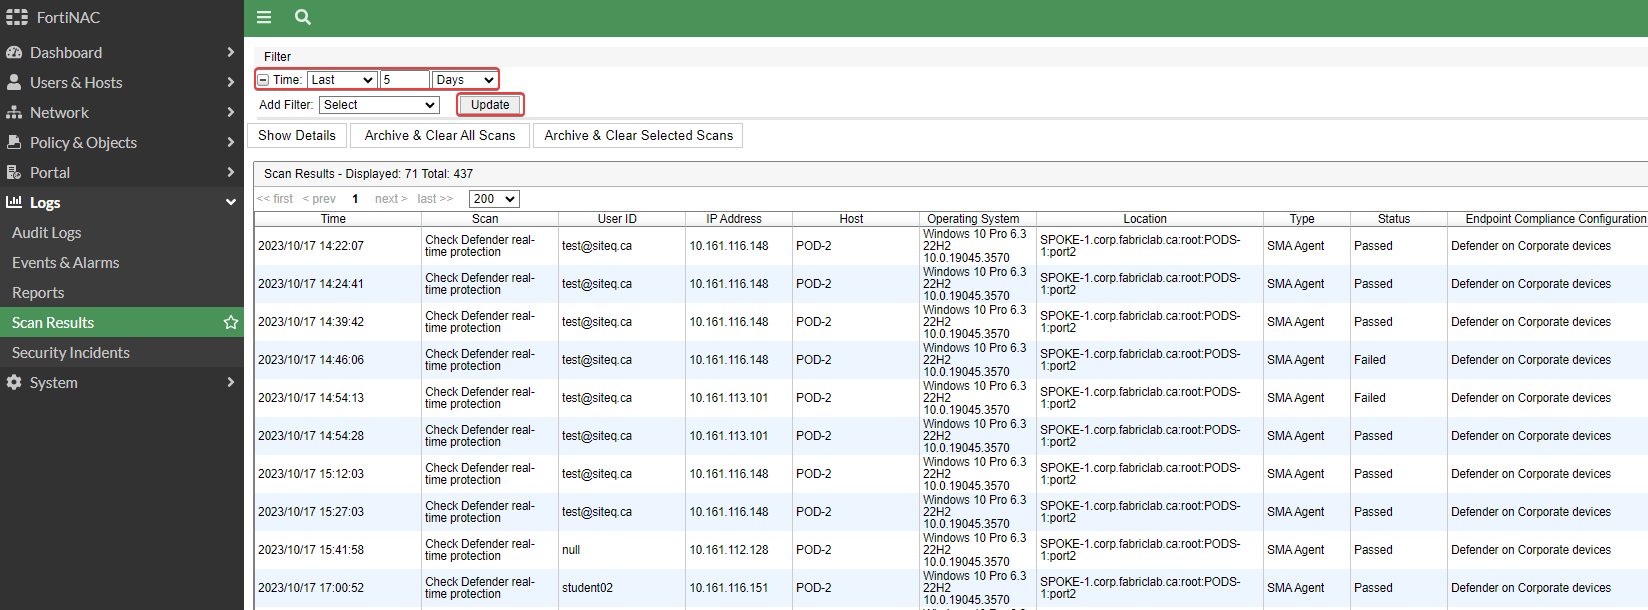 FortiNAC
Dashboard
Users & Hosts
Network
Policy & Objects
Portal
Logs
Audit Logs
Events & Alarms
Reports
Scan Results
Security Incidents
System
Filter
Time: Last 5 Days
Add Filter: Select Update
Show Details Archive & Clear All Scans Archive & Clear Selected Scans
Scan Results - Displayed: 71 Total: 437
<< first < prev 1 next > last >> 200
Time Scan User ID IP Address Host Operating System Location Type Status Endpoint Compliance Configuration
2023/10/17 14:22:07 Check Defender real-time protection test@siteq.ca 10.161.116.148 POD-2 Windows 10 Pro 6.3 22H2 10.0.19045.3570 SPOKE-1.corp.fabriclab.ca:root:PODS-1:port2 SMA Agent Passed Defender on Corporate devices
2023/10/17 14:24:41 Check Defender real-time protection test@siteq.ca 10.161.116.148 POD-2 Windows 10 Pro 6.3 22H2 10.0.19045.3570 SPOKE-1.corp.fabriclab.ca:root:PODS-1:port2 SMA Agent Passed Defender on Corporate devices
2023/10/17 14:39:42 Check Defender real-time protection test@siteq.ca 10.161.116.148 POD-2 Windows 10 Pro 6.3 22H2 10.0.19045.3570 SPOKE-1.corp.fabriclab.ca:root:PODS-1:port2 SMA Agent Passed Defender on Corporate devices
2023/10/17 14:46:06 Check Defender real-time protection test@siteq.ca 10.161.116.148 POD-2 Windows 10 Pro 6.3 22H2 10.0.19045.3570 SPOKE-1.corp.fabriclab.ca:root:PODS-1:port2 SMA Agent Failed Defender on Corporate devices
2023/10/17 14:54:13 Check Defender real-time protection test@siteq.ca 10.161.113.101 POD-2 Windows 10 Pro 6.3 22H2 10.0.19045.3570 SPOKE-1.corp.fabriclab.ca:root:PODS-1:port2 SMA Agent Failed Defender on Corporate devices
2023/10/17 14:54:28 Check Defender real-time protection test@siteq.ca 10.161.113.101 POD-2 Windows 10 Pro 6.3 22H2 10.0.19045.3570 SPOKE-1.corp.fabriclab.ca:root:PODS-1:port2 SMA Agent Passed Defender on Corporate devices
2023/10/17 15:12:03 Check Defender real-time protection test@siteq.ca 10.161.116.148 POD-2 Windows 10 Pro 6.3 22H2 10.0.19045.3570 SPOKE-1.corp.fabriclab.ca:root:PODS-1:port2 SMA Agent Passed Defender on Corporate devices
2023/10/17 15:27:03 Check Defender real-time protection test@siteq.ca 10.161.116.148 POD-2 Windows 10 Pro 6.3 22H2 10.0.19045.3570 SPOKE-1.corp.fabriclab.ca:root:PODS-1:port2 SMA Agent Passed Defender on Corporate devices
2023/10/17 15:41:58 Check Defender real-time protection null 10.161.112.128 POD-2 Windows 10 Pro 6.3 22H2 10.0.19045.3570 SPOKE-1.corp.fabriclab.ca:root:PODS-1:port2 SMA Agent Passed Defender on Corporate devices
2023/10/17 17:00:52 Check Defender real-time protection student02 10.161.116.151 POD-2 Windows 10 Pro 6.3 22H2 10.0.19045.3570 SPOKE-1.corp.fabriclab.ca:root:PODS-1:port2 SMA Agent Passed Defender on Corporate devices